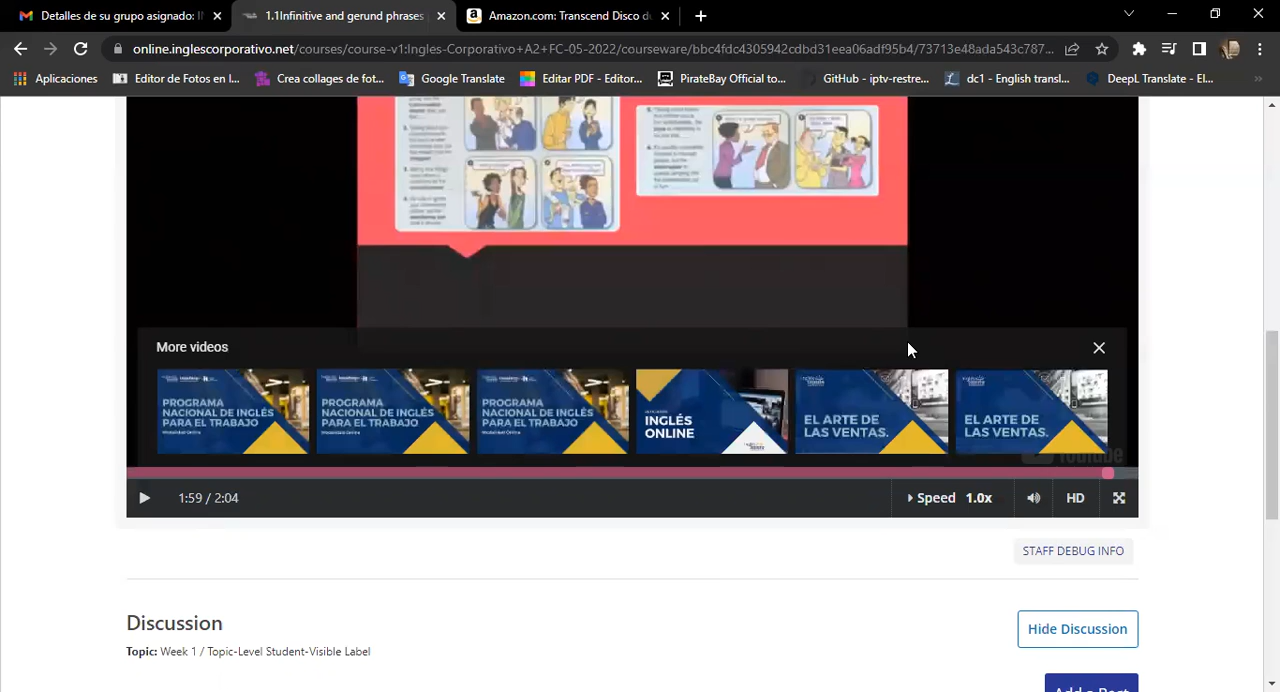 Detalles de su grupo asignado: I
1.1Infinitive and gerund phrases
Amazon.com: Transcend Disco d
online.inglescorporativo.net/courses/course-v1:Ingles-Corporativo+A2+FC-05-2022/courseware/bbc4fdc4305942cdbd31eea06adf95b4/73713e48ada543c787...
Aplicaciones
Editor de Fotos en l...
Crea collages de fot...
Google Translate
Editar PDF - Editor...
PirateBay Official to...
GitHub - iptv-restre...
dc1 - English transl...
DeepL Translate - El...
»
More videos
PROGRAMA
NACIONAL DE INGLÉS
PARA EL TRABAJO
PROGRAMA
NACIONAL DE INGLÉS
PARA EL TRABAJO
PROGRAMA
NACIONAL DE INGLÉS
PARA EL TRABAJO
INGLÉS
ONLINE
EL ARTE DE
LAS VENTAS.
EL ARTE DE
LAS VENTAS.
YouTube
1:59 / 2:04
Speed 1.0x
HD
STAFF DEBUG INFO
Discussion
Hide Discussion
Topic: Week 1 / Topic-Level Student-Visible Label
Add a Post